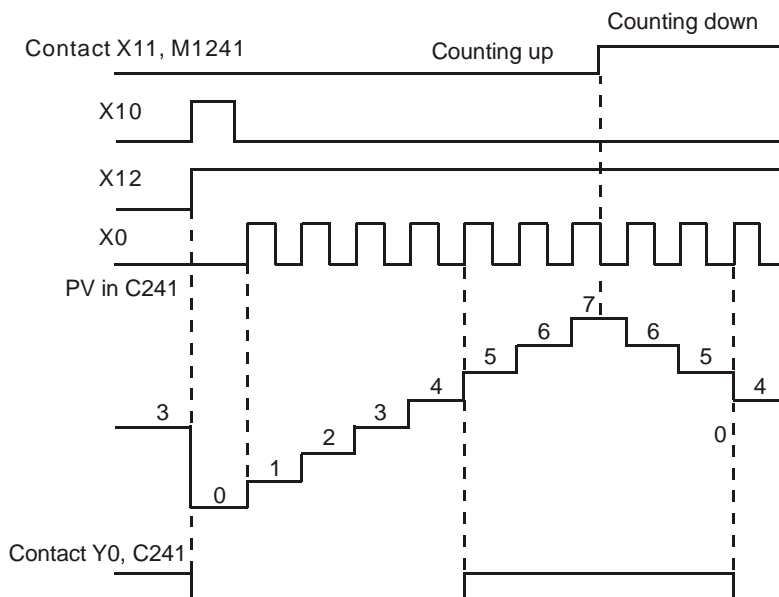 Counting down
Contact X11, M1241
Counting up
X10
X12
X0
PV in C241
7
6
6
5
5
4
4
3
3
2
0
1
0
Contact Y0, C241